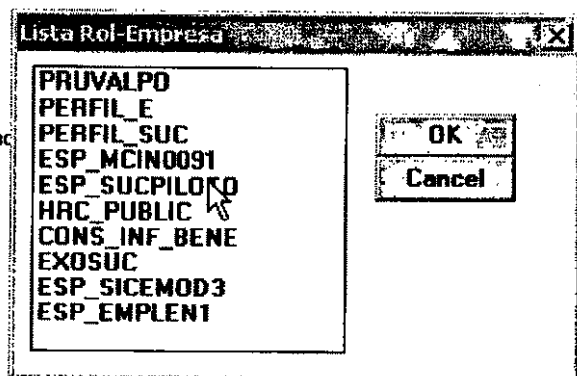 Lista Rol-Empresa
PRUVALPO
PERFIL_E
PERFIL_SUC
ESP_MCIN0091
ESP_SUCPILOTO
HRC_PUBLIC
CONS_INF_BENE
EXOSUC
ESP_SICEMOD3
ESP_EMPLEN1
OK
Cancel